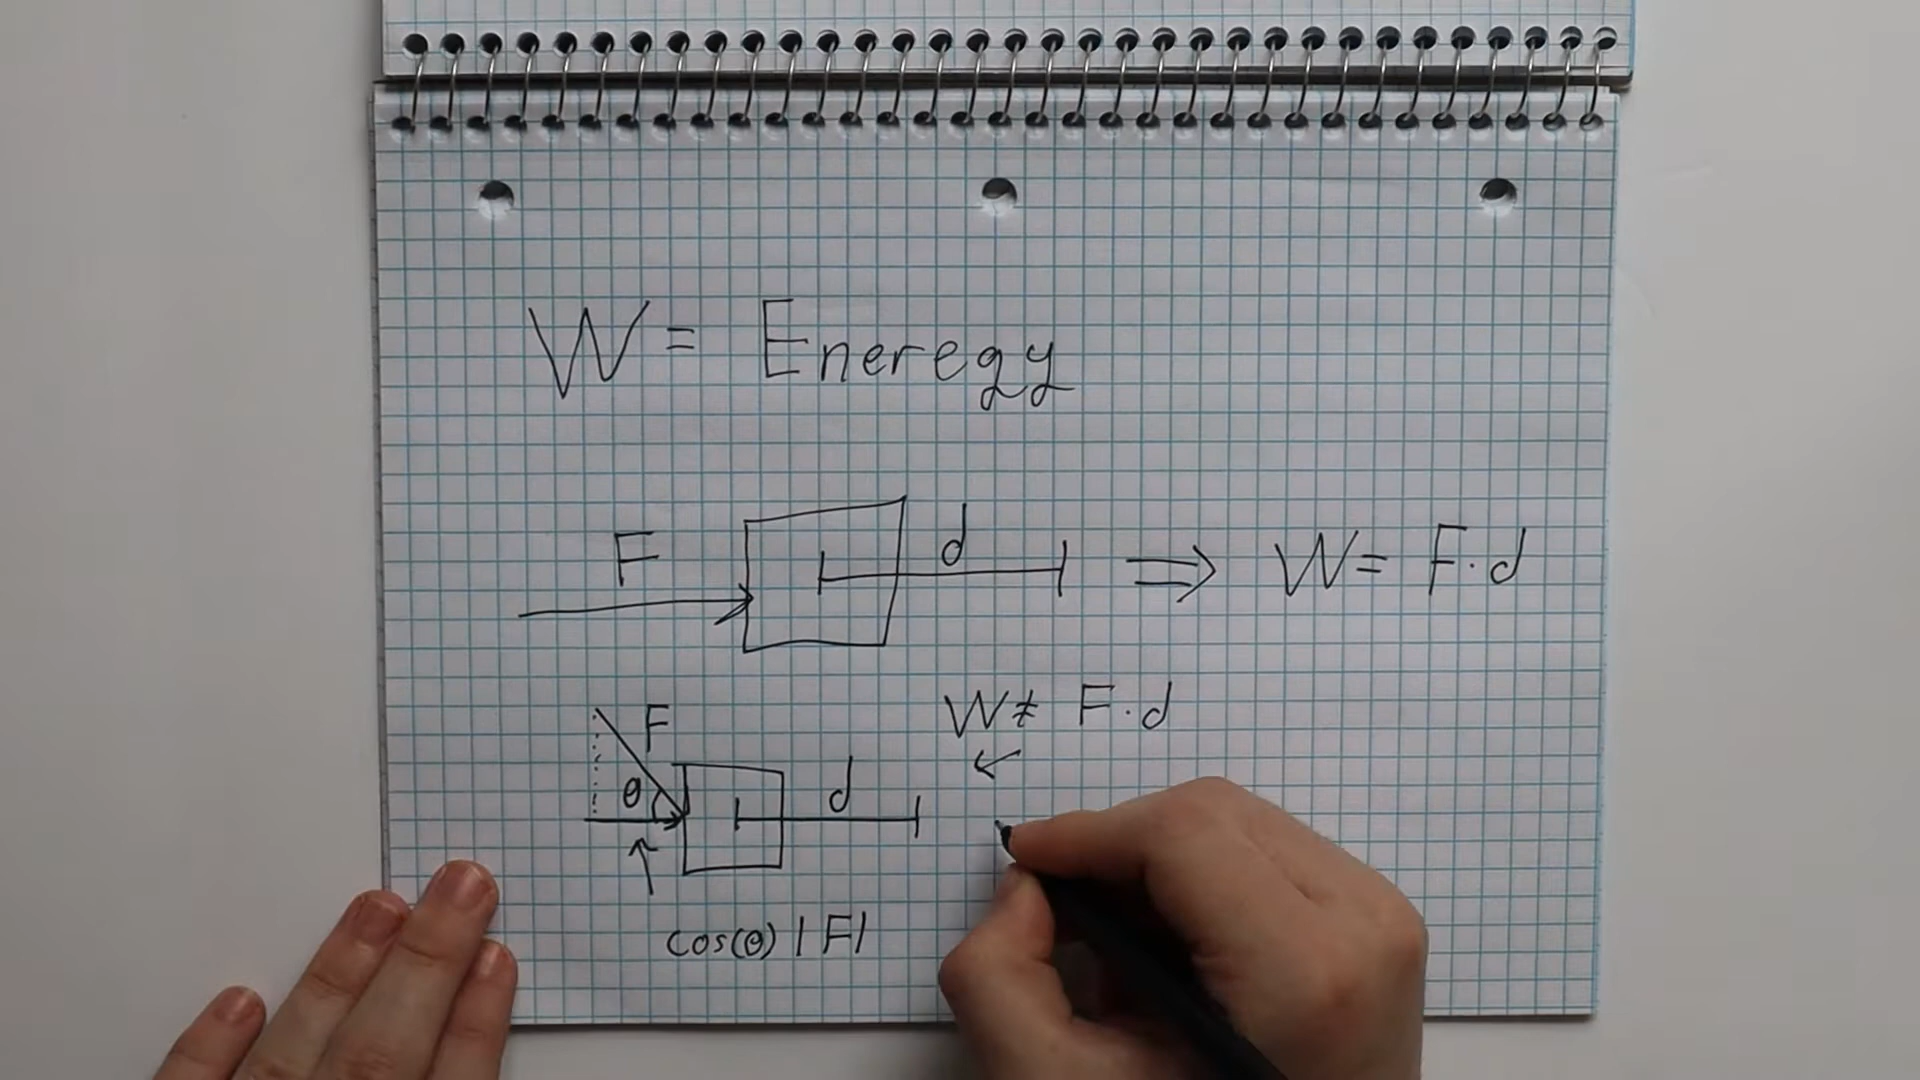 W = Eneregy
F d ⇒ W = F·d
W ≠ F·d
F
θ d
cos(θ) |F|